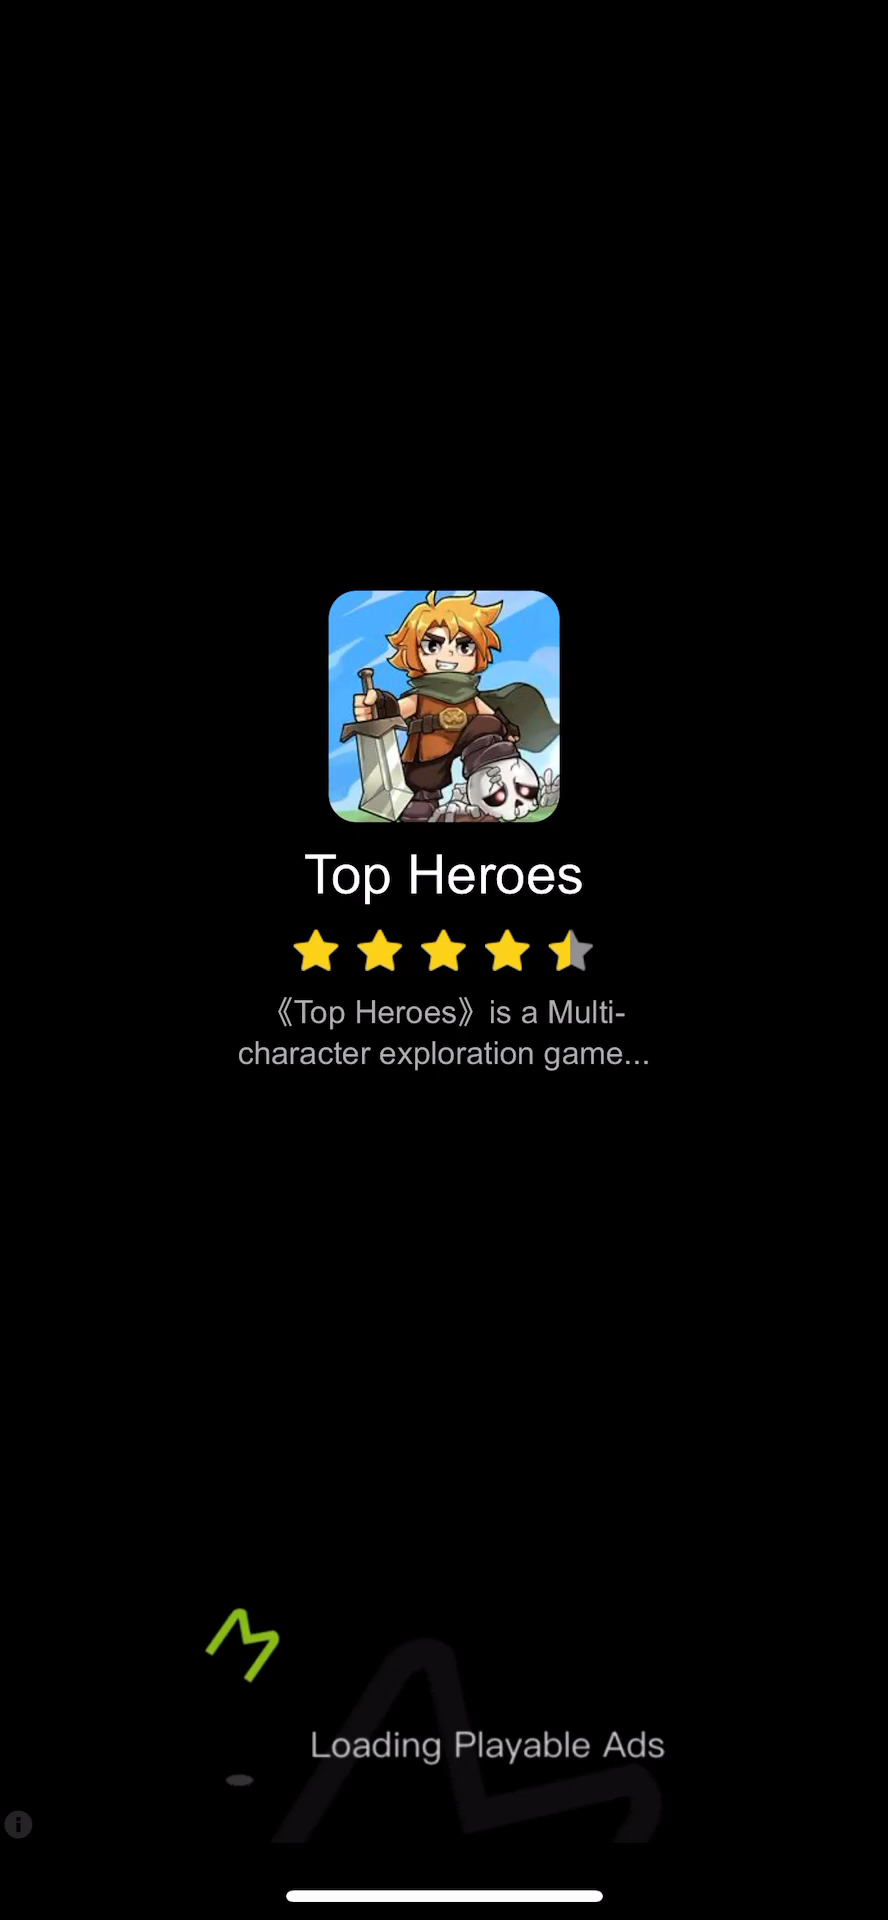 Top Heroes
《Top Heroes》is a Multi-
character exploration game...
Loading Playable Ads